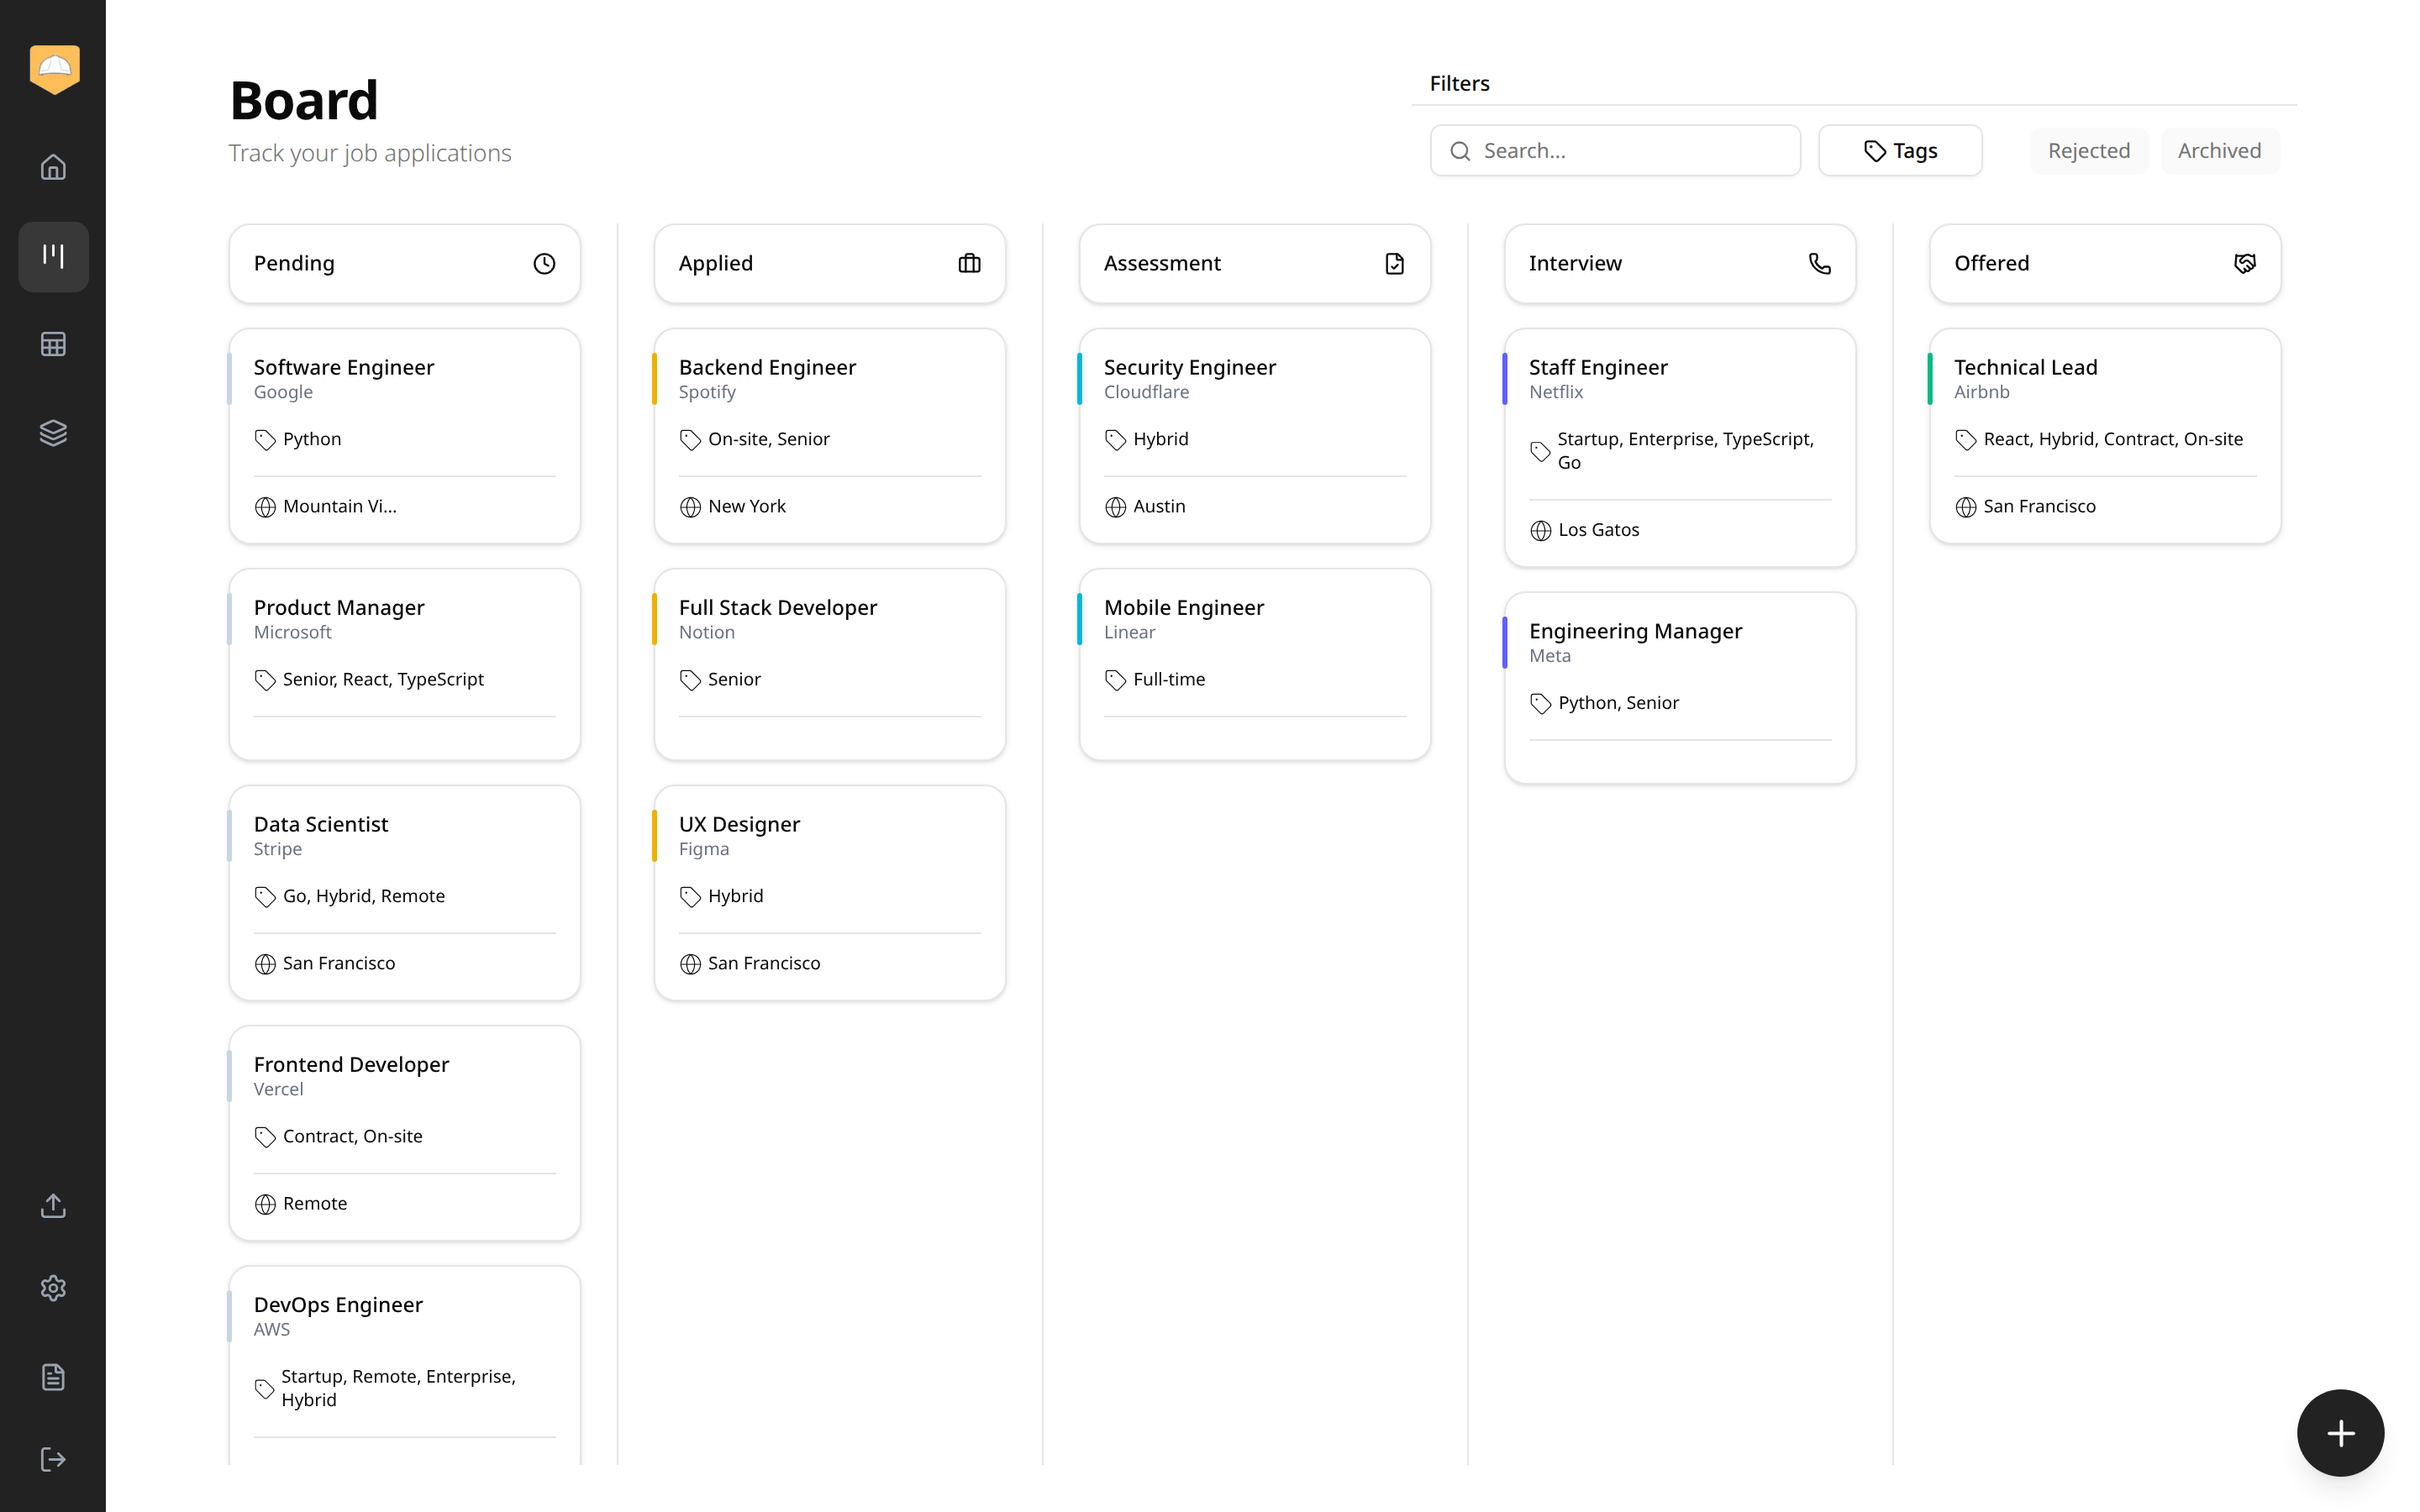 Board
Track your job applications
Filters
Search...
Tags
Rejected
Archived
Pending
Software Engineer
Google
Python
Mountain Vi...
Product Manager
Microsoft
Senior, React, TypeScript
Data Scientist
Stripe
Go, Hybrid, Remote
San Francisco
Frontend Developer
Vercel
Contract, On-site
Remote
DevOps Engineer
AWS
Startup, Remote, Enterprise,
Hybrid
Applied
Backend Engineer
Spotify
On-site, Senior
New York
Full Stack Developer
Notion
Senior
UX Designer
Figma
Hybrid
San Francisco
Assessment
Security Engineer
Cloudflare
Hybrid
Austin
Mobile Engineer
Linear
Full-time
Interview
Staff Engineer
Netflix
Startup, Enterprise, TypeScript,
Go
Los Gatos
Engineering Manager
Meta
Python, Senior
Offered
Technical Lead
Airbnb
React, Hybrid, Contract, On-site
San Francisco